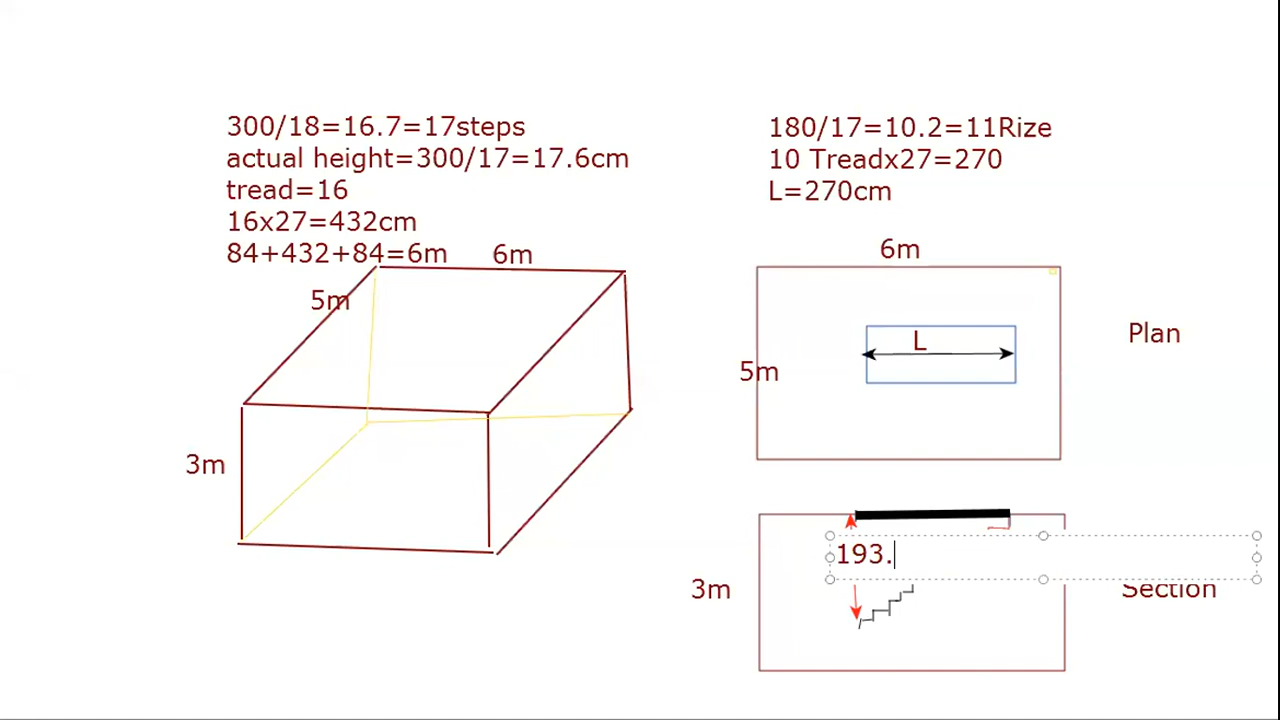 300/18=16.7=17steps
actual height=300/17=17.6cm
tread=16
16x27=432cm
84+432+84=6m
6m
5m
3m
180/17=10.2=11Rize
10 Treadx27=270
L=270cm
6m
L
Plan
5m
193.
3m
Section